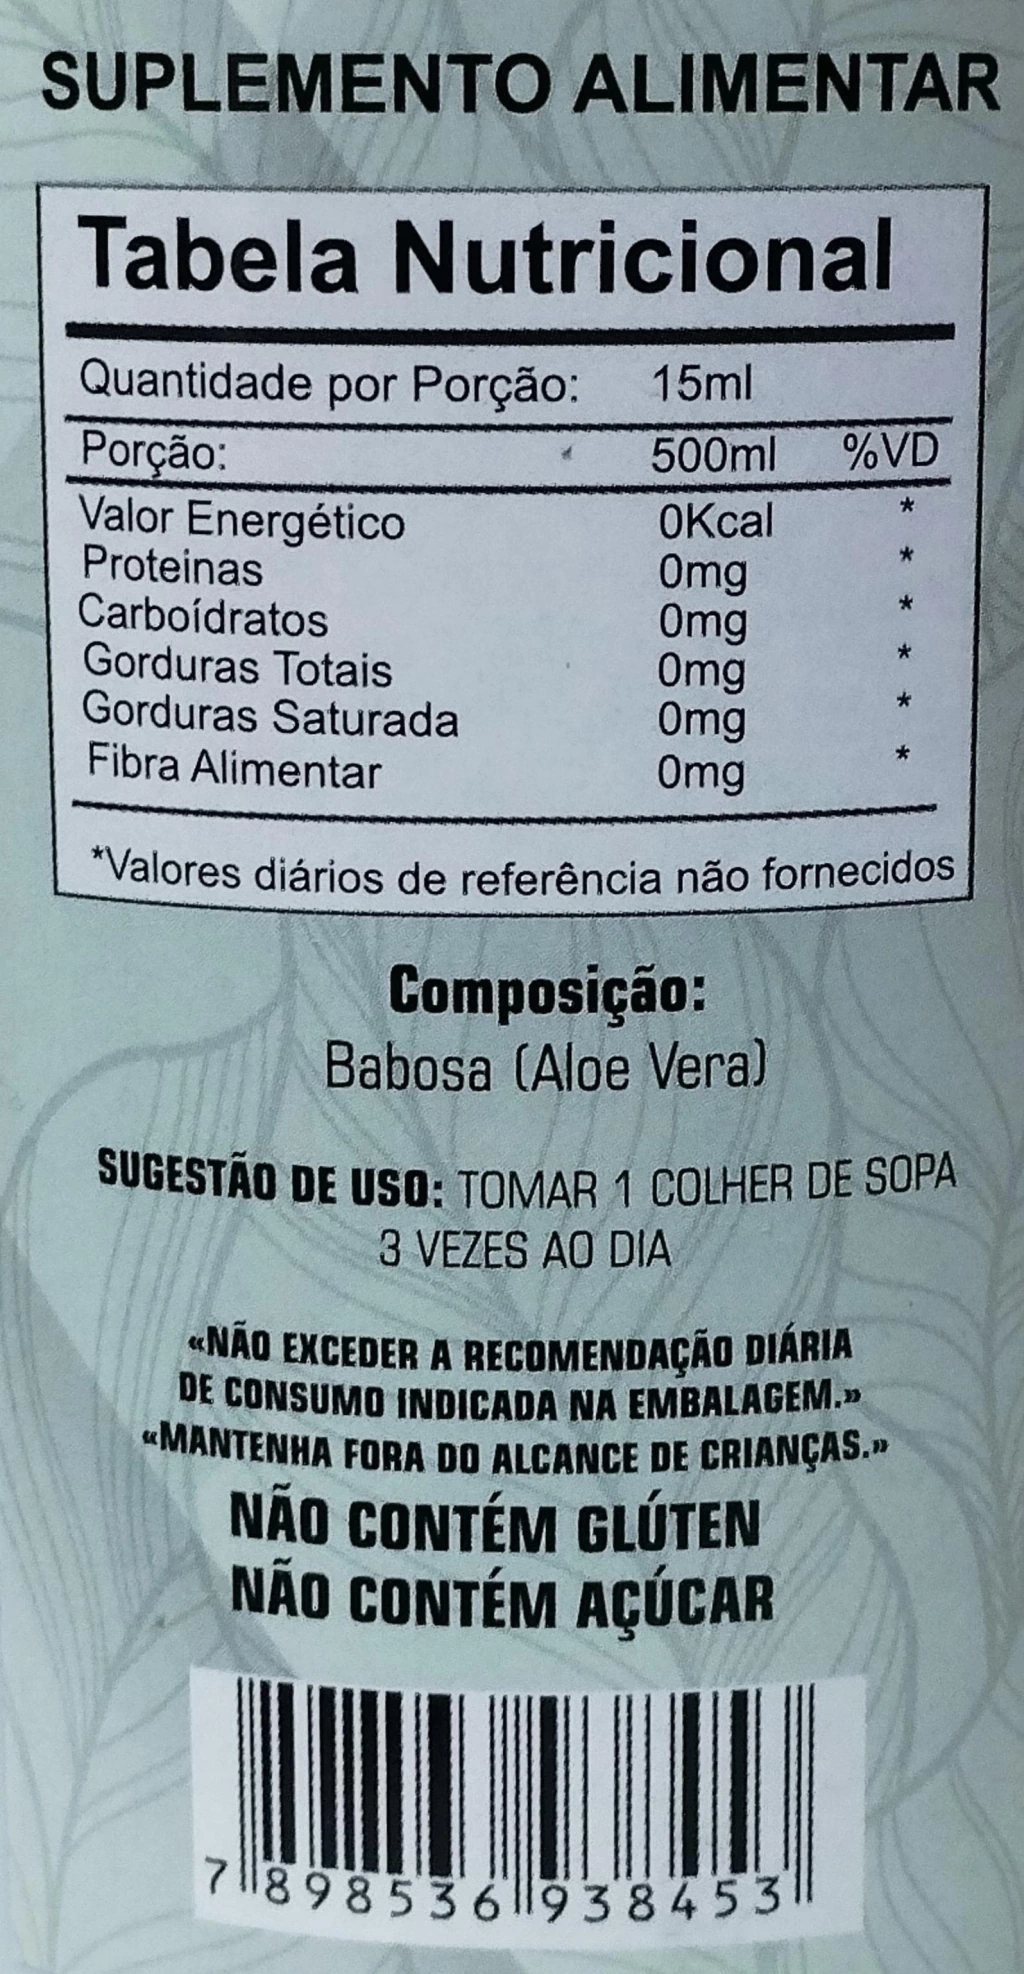 SUPLEMENTO ALIMENTAR
Tabela Nutricional
Quantidade por Porção: 15ml
Porção: 500ml %VD
Valor Energético 0Kcal *
Proteinas 0mg *
Carboídratos 0mg *
Gorduras Totais 0mg *
Gorduras Saturada 0mg *
Fibra Alimentar 0mg *
*Valores diários de referência não fornecidos
Composição:
Babosa (Aloe Vera)
SUGESTÃO DE USO: TOMAR 1 COLHER DE SOPA
3 VEZES AO DIA
«NÃO EXCEDER A RECOMENDAÇÃO DIÁRIA
DE CONSUMO INDICADA NA EMBALAGEM.»
«MANTENHA FORA DO ALCANCE DE CRIANÇAS.»
NÃO CONTÉM GLÚTEN
NÃO CONTÉM AÇÚCAR
7 898536 938453